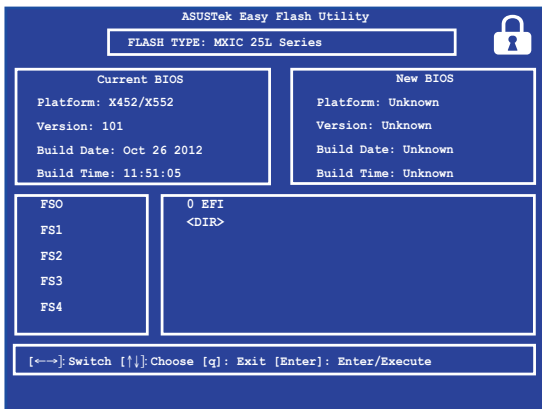 ASUSTek Easy Flash Utility
FLASH TYPE: MXIC 25L Series
Current BIOS
Platform: X452/X552
Version: 101
Build Date: Oct 26 2012
Build Time: 11:51:05
New BIOS
Platform: Unknown
Version: Unknown
Build Date: Unknown
Build Time: Unknown
FSO
FS1
FS2
FS3
FS4
0 EFI
<DIR>
[←→]: Switch [↑↓]: Choose [q]: Exit [Enter]: Enter/Execute